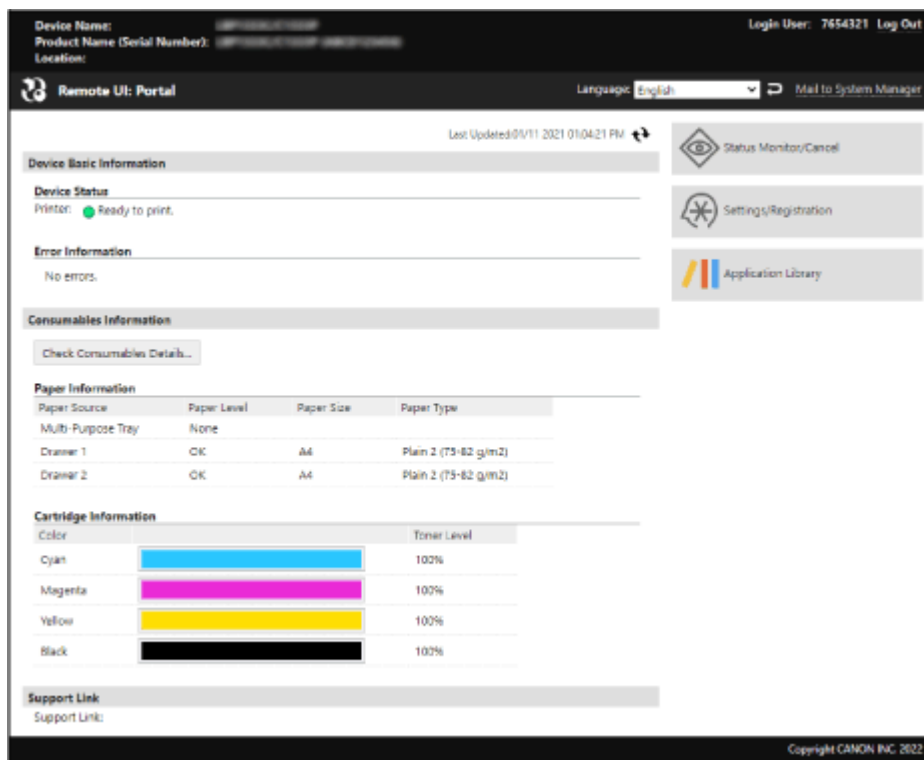 Device Name:
Product Name (Serial Number):
Location:
Login User: 7654321 Log Out
Remote UI: Portal
Language: English
Mail to System Manager
Last Updated:01/11 2021 01:04:21 PM
Device Basic Information
Device Status
Printer: Ready to print.
Error Information
No errors.
Consumables Information
Check Consumables Details...
Paper Information
Paper Source Paper Level Paper Size Paper Type
Multi-Purpose Tray None
Drawer 1 OK A4 Plain 2 (75-82 g/m2)
Drawer 2 OK A4 Plain 2 (75-82 g/m2)
Cartridge Information
Color Toner Level
Cyan 100%
Magenta 100%
Yellow 100%
Black 100%
Support Link
Support Link:
Status Monitor/Cancel
Settings/Registration
Application Library
Copyright CANON INC. 2022